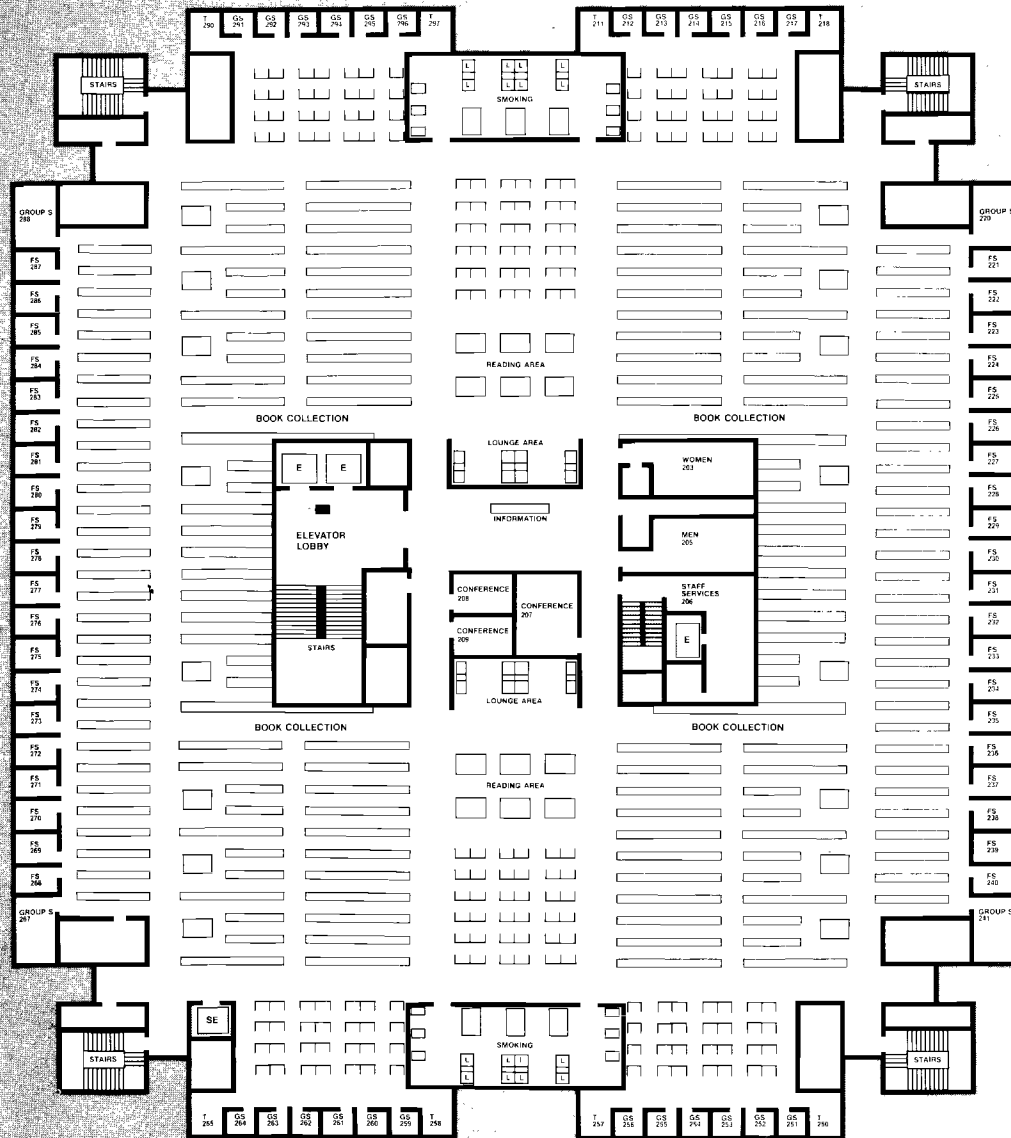 T
290
GS
291
GS
292
GS
293
GS
294
GS
295
GS
296
T
297
T
211
GS
212
GS
213
GS
214
GS
215
GS
216
GS
217
T
218
STAIRS
L
L L
L
L
L L
L
SMOKING
STAIRS
GROUP S
288
GROUP S
220
FS
287
FS
286
FS
285
FS
284
FS
283
FS
282
FS
281
FS
280
FS
279
FS
278
FS
277
FS
276
FS
275
FS
274
FS
273
FS
272
FS
271
FS
270
FS
269
FS
268
GROUP S
267
READING AREA
BOOK COLLECTION
BOOK COLLECTION
E
E
LOUNGE AREA
WOMEN
203
INFORMATION
ELEVATOR
LOBBY
MEN
205
CONFERENCE
208
CONFERENCE
207
STAFF
SERVICES
206
CONFERENCE
209
E
STAIRS
LOUNGE AREA
BOOK COLLECTION
BOOK COLLECTION
READING AREA
FS
221
FS
222
FS
223
FS
224
FS
225
FS
226
FS
227
FS
228
FS
229
FS
230
FS
231
FS
232
FS
233
FS
234
FS
235
FS
236
FS
237
FS
238
FS
239
FS
240
GROUP S
241
SE
STAIRS
SMOKING
L
L
L
L L
L
L
STAIRS
T
265
GS
264
GS
263
GS
262
GS
261
GS
260
GS
259
T
258
T
257
GS
256
GS
255
GS
254
GS
253
GS
252
GS
251
T
250